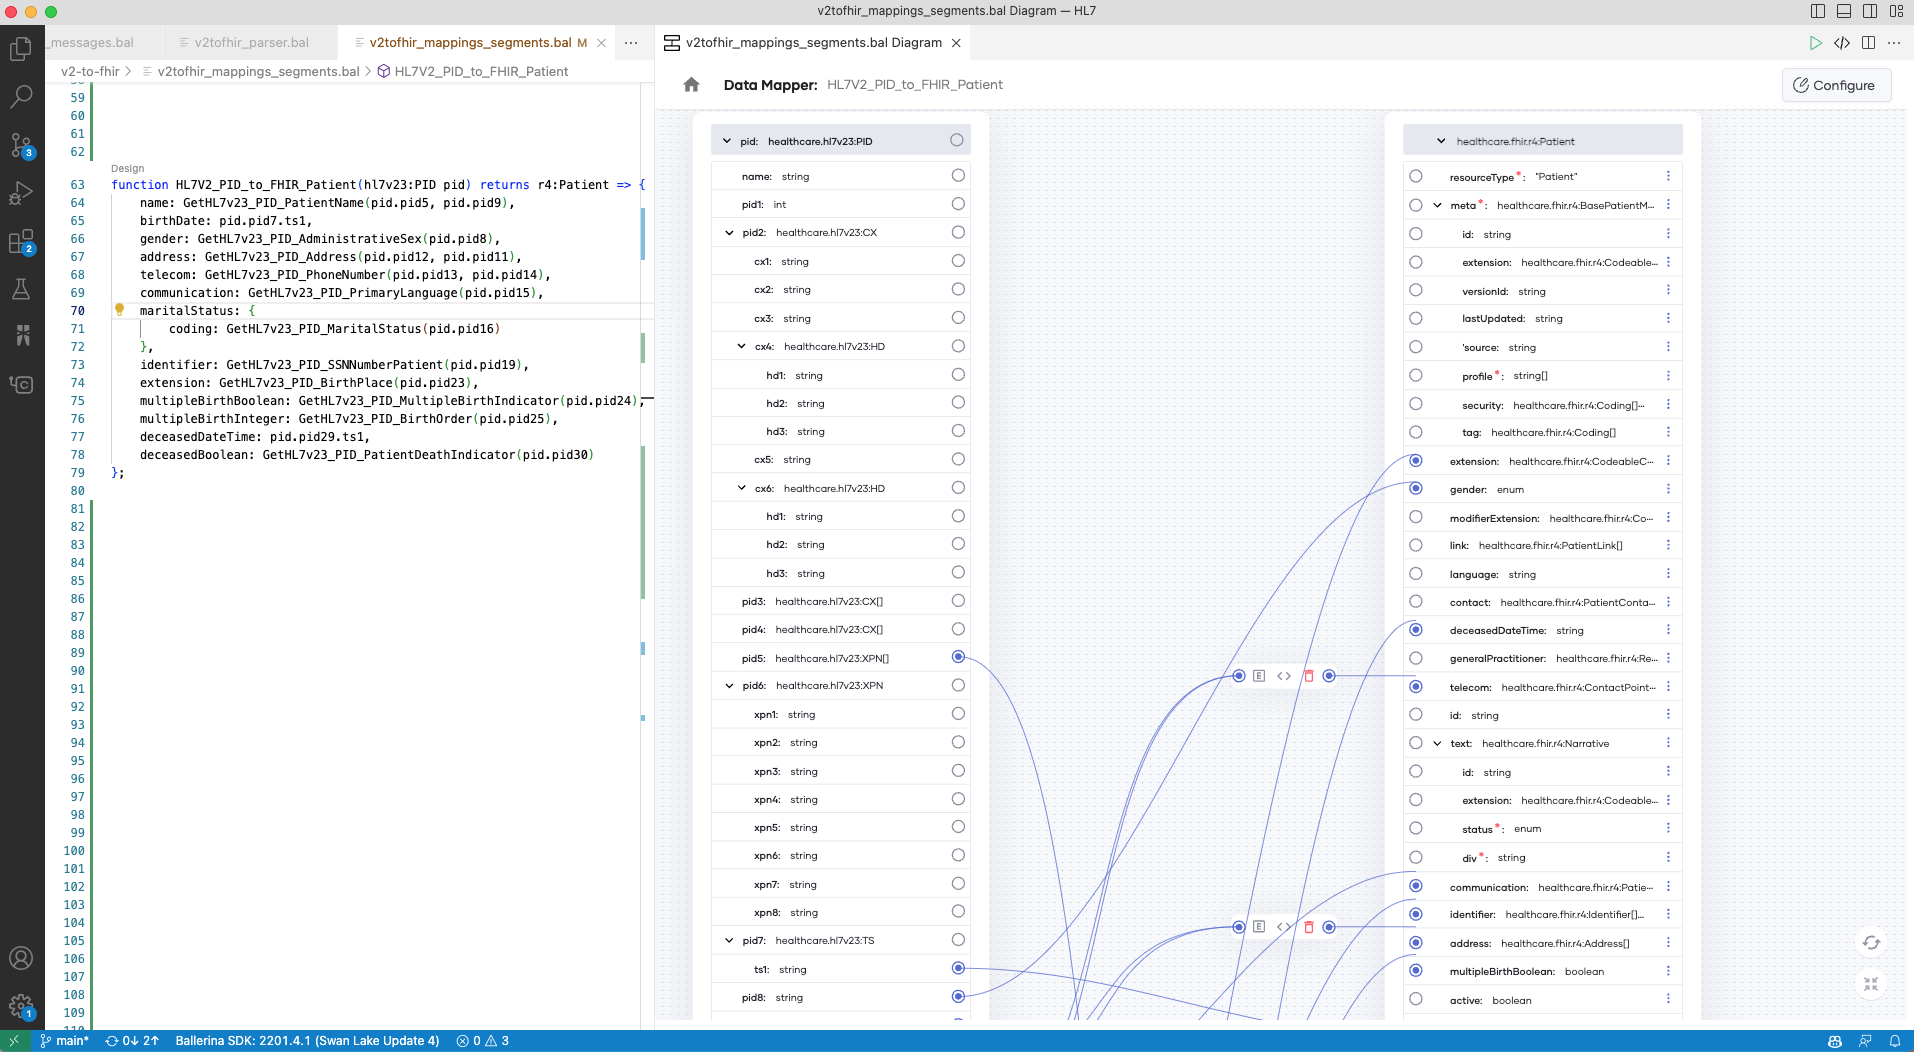 v2tofhir_mappings_segments.bal Diagram — HL7
_messages.bal
v2tofhir_parser.bal
v2tofhir_mappings_segments.bal M
v2tofhir_mappings_segments.bal Diagram
v2-to-fhir > v2tofhir_mappings_segments.bal > HL7V2_PID_to_FHIR_Patient
59
60
61
62
Design
63 function HL7V2_PID_to_FHIR_Patient(hl7v23:PID pid) returns r4:Patient => {
64 name: GetHL7v23_PID_PatientName(pid.pid5, pid.pid9),
65 birthDate: pid.pid7.ts1,
66 gender: GetHL7v23_PID_AdministrativeSex(pid.pid8),
67 address: GetHL7v23_PID_Address(pid.pid12, pid.pid11),
68 telecom: GetHL7v23_PID_PhoneNumber(pid.pid13, pid.pid14),
69 communication: GetHL7v23_PID_PrimaryLanguage(pid.pid15),
70 maritalStatus: {
71 coding: GetHL7v23_PID_MaritalStatus(pid.pid16)
72 },
73 identifier: GetHL7v23_PID_SSNNumberPatient(pid.pid19),
74 extension: GetHL7v23_PID_BirthPlace(pid.pid23),
75 multipleBirthBoolean: GetHL7v23_PID_MultipleBirthIndicator(pid.pid24),
76 multipleBirthInteger: GetHL7v23_PID_BirthOrder(pid.pid25),
77 deceasedDateTime: pid.pid29.ts1,
78 deceasedBoolean: GetHL7v23_PID_PatientDeathIndicator(pid.pid30)
79 };
80
81
82
83
84
85
86
87
88
89
90
91
92
93
94
95
96
97
98
99
100
101
102
103
104
105
106
107
108
109
110
Data Mapper: HL7V2_PID_to_FHIR_Patient
Configure
pid: healthcare.hl7v23:PID
name: string
pid1: int
pid2: healthcare.hl7v23:CX
cx1: string
cx2: string
cx3: string
cx4: healthcare.hl7v23:HD
hd1: string
hd2: string
hd3: string
cx5: string
cx6: healthcare.hl7v23:HD
hd1: string
hd2: string
hd3: string
pid3: healthcare.hl7v23:CX[]
pid4: healthcare.hl7v23:CX[]
pid5: healthcare.hl7v23:XPN[]
pid6: healthcare.hl7v23:XPN
xpn1: string
xpn2: string
xpn3: string
xpn4: string
xpn5: string
xpn6: string
xpn7: string
xpn8: string
pid7: healthcare.hl7v23:TS
ts1: string
pid8: string
E <>
E <>
healthcare.fhir.r4:Patient
resourceType*: "Patient"
meta*: healthcare.fhir.r4:BasePatientM...
id: string
extension: healthcare.fhir.r4:Codeable...
versionId: string
lastUpdated: string
'source: string
profile*: string[]
security: healthcare.fhir.r4:Coding[]...
tag: healthcare.fhir.r4:Coding[]
extension: healthcare.fhir.r4:CodeableC...
gender: enum
modifierExtension: healthcare.fhir.r4:Co...
link: healthcare.fhir.r4:PatientLink[]
language: string
contact: healthcare.fhir.r4:PatientConta...
deceasedDateTime: string
generalPractitioner: healthcare.fhir.r4:Re...
telecom: healthcare.fhir.r4:ContactPoint...
id: string
text: healthcare.fhir.r4:Narrative
id: string
extension: healthcare.fhir.r4:Codeable...
status*: enum
div*: string
communication: healthcare.fhir.r4:Patie...
identifier: healthcare.fhir.r4:Identifier[]...
address: healthcare.fhir.r4:Address[]
multipleBirthBoolean: boolean
active: boolean
3
2
1
main* 0↓ 2↑ Ballerina SDK: 2201.4.1 (Swan Lake Update 4) 0 3